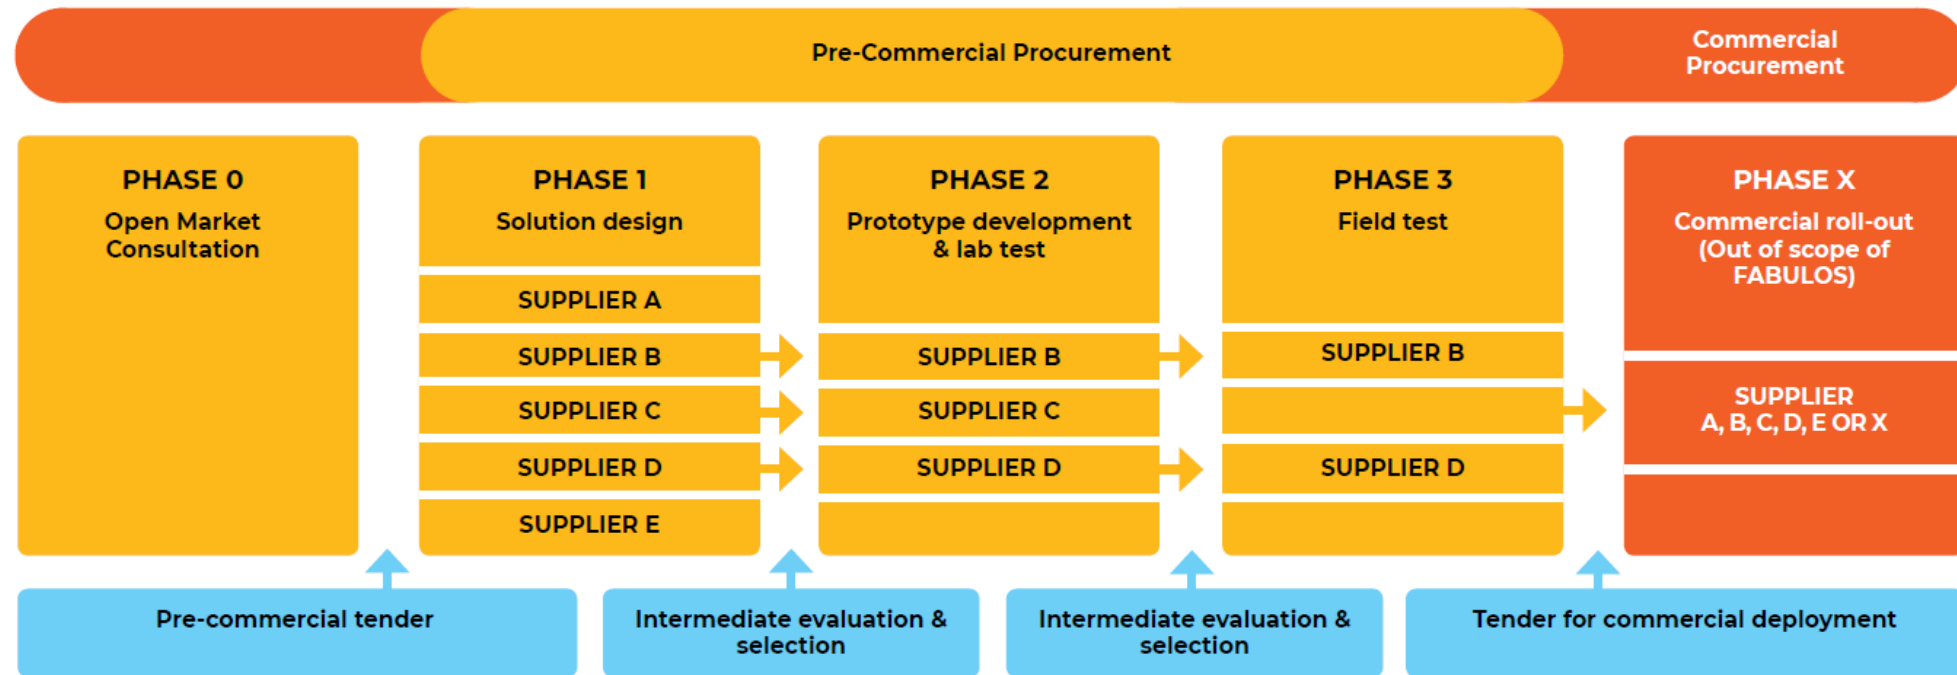 Pre-Commercial Procurement
Commercial
Procurement
PHASE 0
Open Market
Consultation
PHASE 1
Solution design
SUPPLIER A
SUPPLIER B
SUPPLIER C
SUPPLIER D
SUPPLIER E
PHASE 2
Prototype development
& lab test
SUPPLIER B
SUPPLIER C
SUPPLIER D
PHASE 3
Field test
SUPPLIER B
SUPPLIER D
PHASE X
Commercial roll-out
(Out of scope of
FABULOS)
SUPPLIER
A, B, C, D, E OR X
Pre-commercial tender
Intermediate evaluation &
selection
Intermediate evaluation &
selection
Tender for commercial deployment